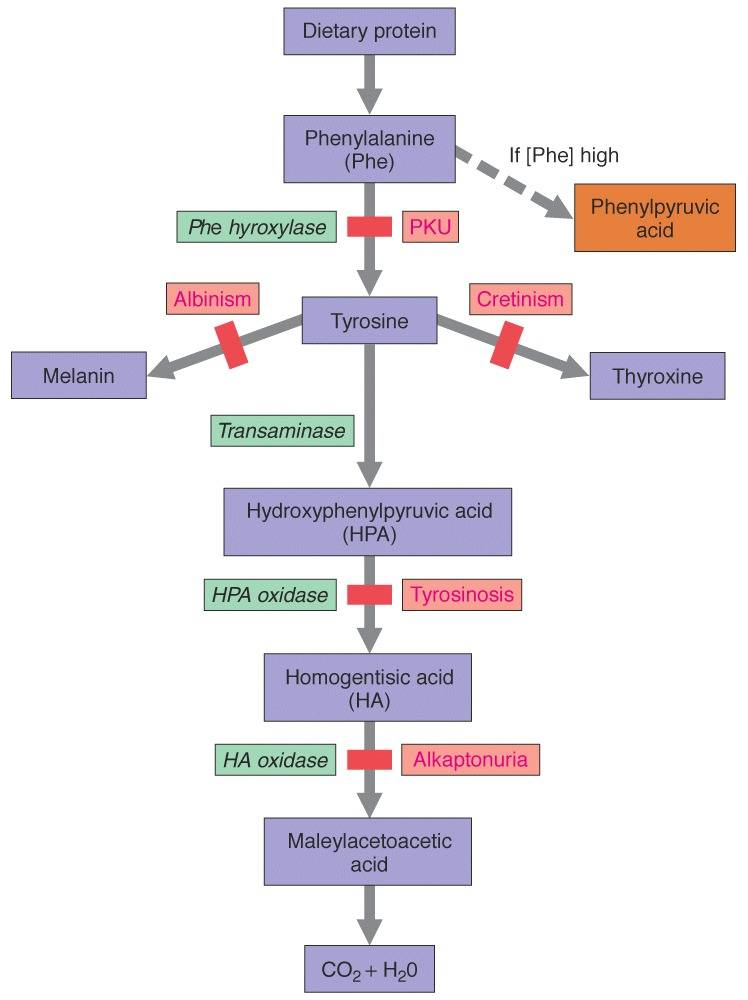 Dietary protein
Phenylalanine
(Phe)
If [Phe] high
Phenylpyruvic
acid
Phe hyroxylase
PKU
Albinism
Cretinism
Tyrosine
Melanin
Thyroxine
Transaminase
Hydroxyphenylpyruvic acid
(HPA)
HPA oxidase
Tyrosinosis
Homogentisic acid
(HA)
HA oxidase
Alkaptonuria
Maleylacetoacetic
acid
CO₂ + H₂0